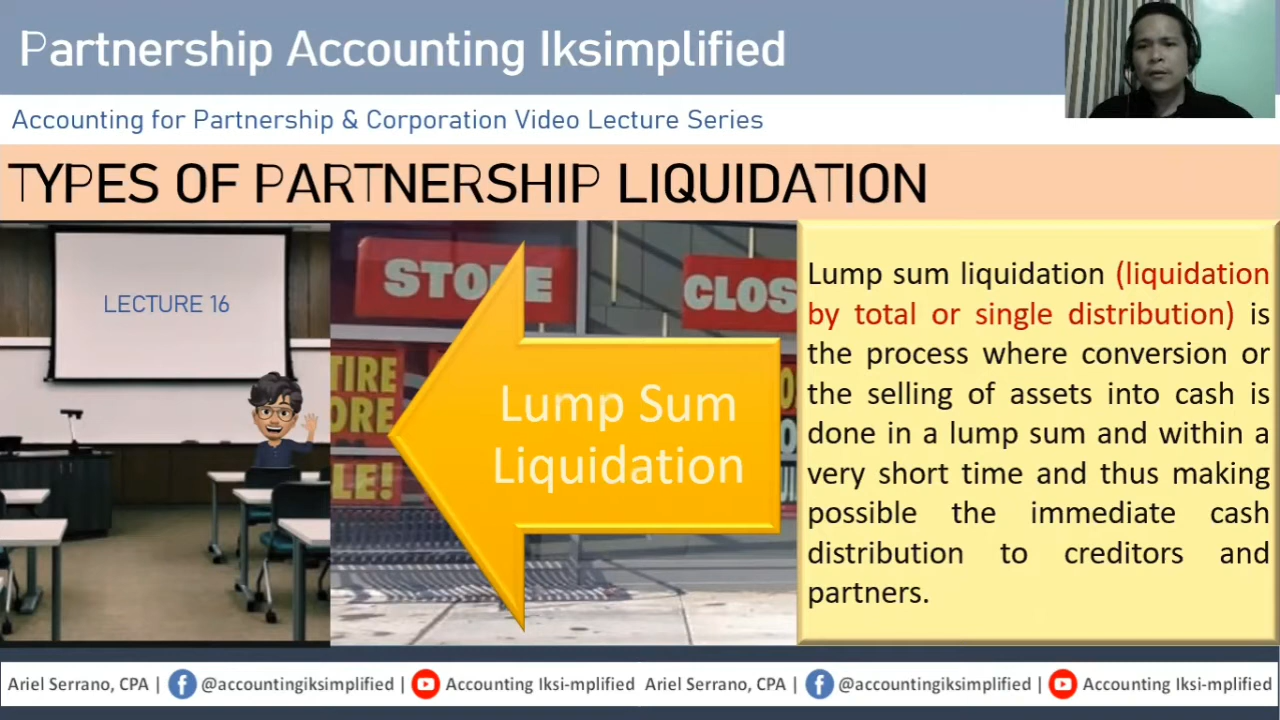 Partnership Accounting Iksimplified
Accounting for Partnership & Corporation Video Lecture Series
TYPES OF PARTNERSHIP LIQUIDATION
LECTURE 16
STORE
CLOS
TIRE
ORE
LE!
Lump Sum
Liquidation
Lump sum liquidation (liquidation
by total or single distribution) is
the process where conversion or
the selling of assets into cash is
done in a lump sum and within a
very short time and thus making
possible the immediate cash
distribution to creditors and
partners.
Ariel Serrano, CPA | @accountingiksimplified | Accounting Iksi-mplified Ariel Serrano, CPA | @accountingiksimplified | Accounting Iksi-mplified